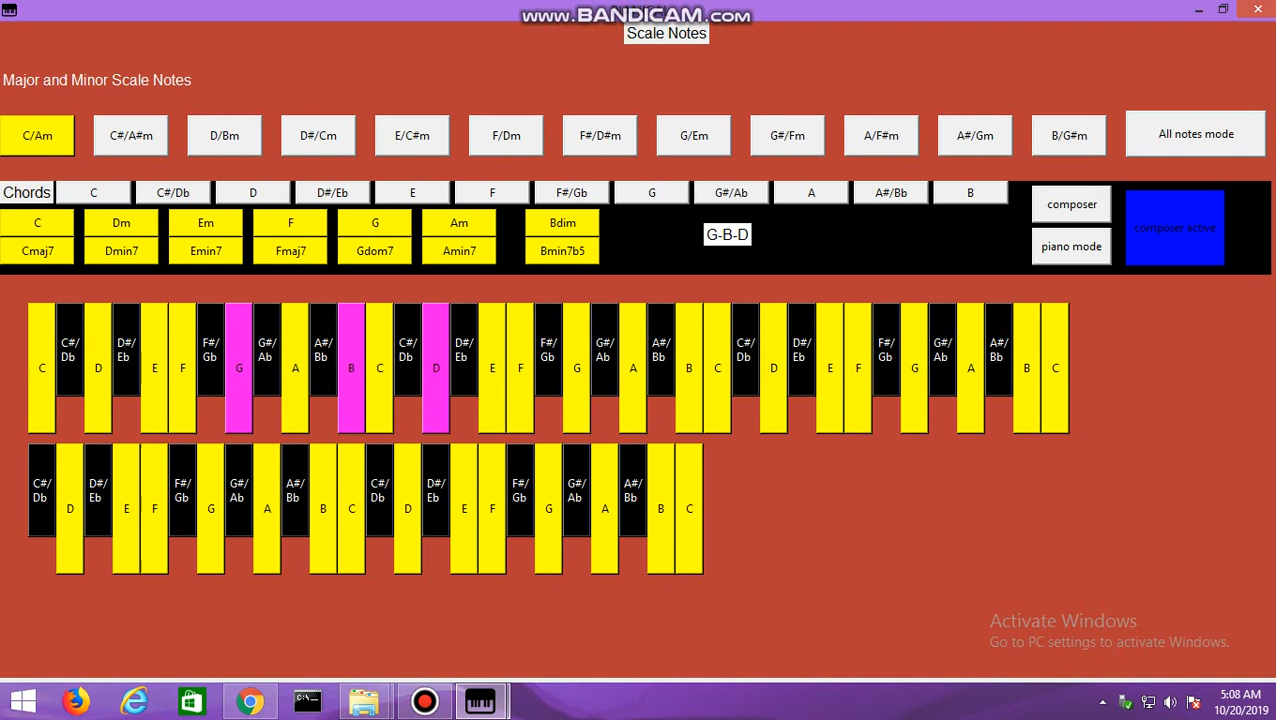 www.BANDICAM.com
Scale Notes
Major and Minor Scale Notes
C/Am C#/A#m D/Bm D#/Cm E/C#m F/Dm F#/D#m G/Em G#/Fm A/F#m A#/Gm B/G#m All notes mode
Chords C C#/Db D D#/Eb E F F#/Gb G G#/Ab A A#/Bb B
composer
C Dm Em F G Am Bdim
G-B-D
composer active
piano mode
Cmaj7 Dmin7 Emin7 Fmaj7 Gdom7 Amin7 Bmin7b5
C#/ D#/ F#/ G#/ A#/ C#/ D#/ F#/ G#/ A#/ C#/ D#/ F#/ G#/ A#/
Db Eb Gb Ab Bb Db Eb Gb Ab Bb Db Eb Gb Ab Bb
C D E F G A B C D E F G A B C D E F G A B C
C#/ D#/ F#/ G#/ A#/ C#/ D#/ F#/ G#/ A#/
Db Eb Gb Ab Bb Db Eb Gb Ab Bb
D E F G A B C D E F G A B C
Activate Windows
Go to PC settings to activate Windows.
C:\_
5:08 AM
10/20/2019